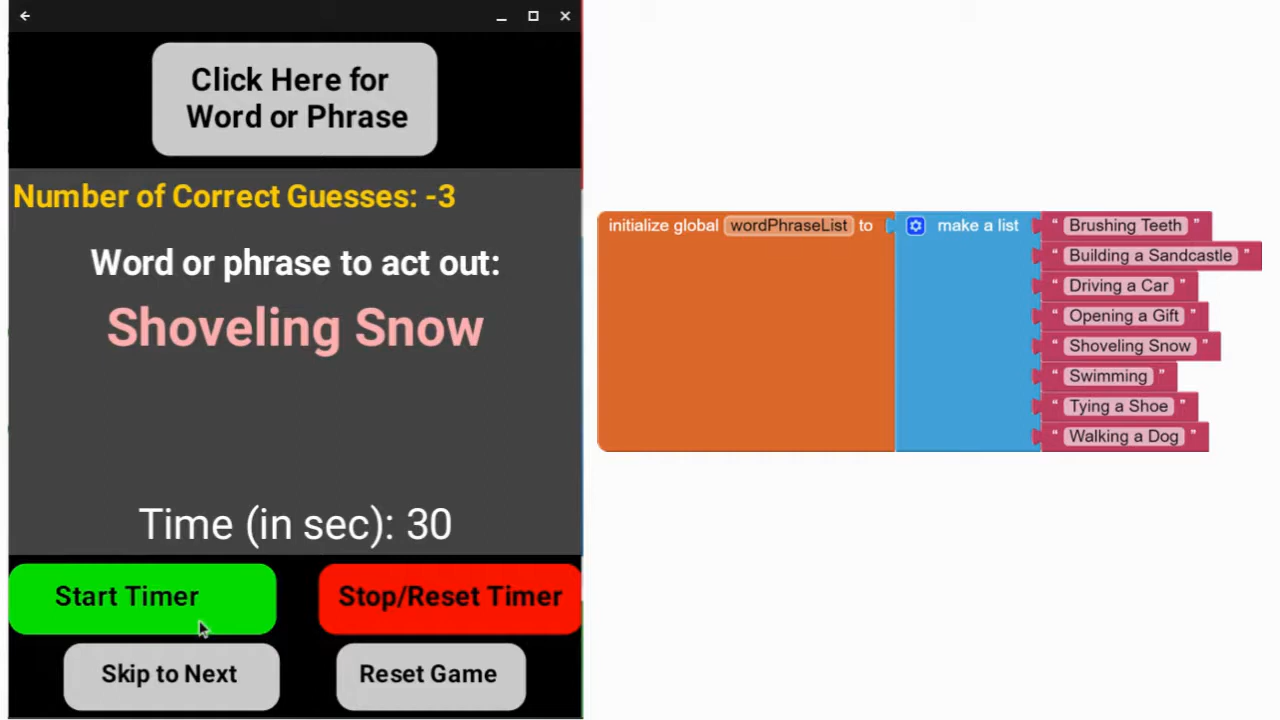 Click Here for
Word or Phrase
Number of Correct Guesses: -3
Word or phrase to act out:
Shoveling Snow
Time (in sec): 30
Start Timer
Stop/Reset Timer
Skip to Next
Reset Game
initialize global wordPhraseList to make a list “ Brushing Teeth ”
“ Building a Sandcastle ”
“ Driving a Car ”
“ Opening a Gift ”
“ Shoveling Snow ”
“ Swimming ”
“ Tying a Shoe ”
“ Walking a Dog ”